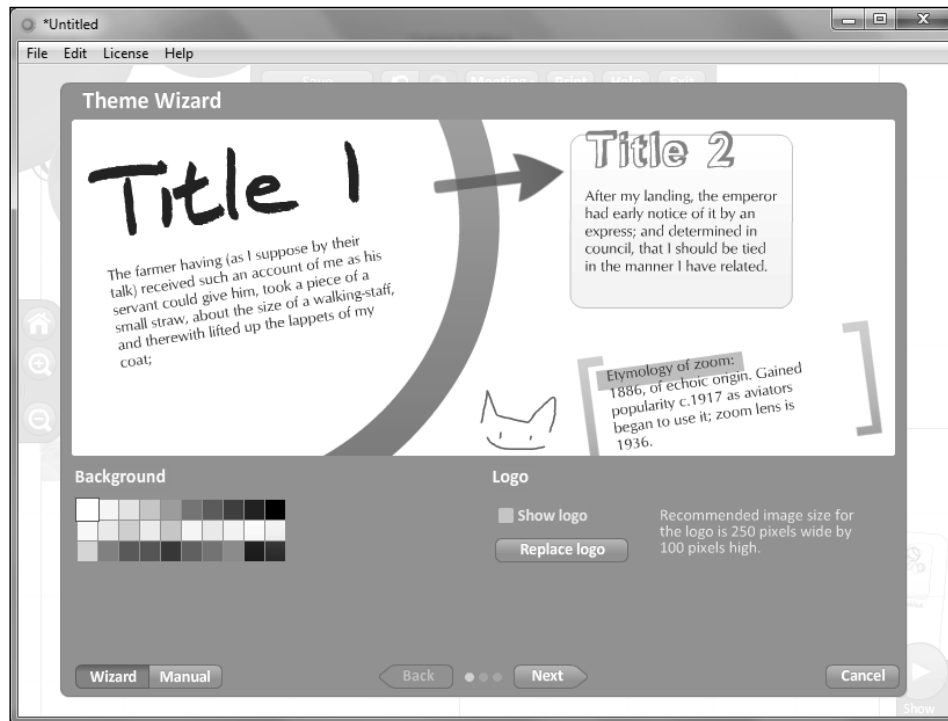 *Untitled
File Edit License Help
Save Meeting Print Help Exit
Theme Wizard
Title 1
The farmer having (as I suppose by their
talk) received such an account of me as his
servant could give him, took a piece of a
small straw, about the size of a walking-staff,
and therewith lifted up the lappets of my
coat;
Title 2
After my landing, the emperor
had early notice of it by an
express; and determined in
council, that I should be tied
in the manner I have related.
Etymology of zoom:
1886, of echoic origin. Gained
popularity c.1917 as aviators
began to use it; zoom lens is
1936.
Background
Logo
Show logo
Replace logo
Recommended image size for
the logo is 250 pixels wide by
100 pixels high.
Wizard Manual
Back Next
Cancel
Show